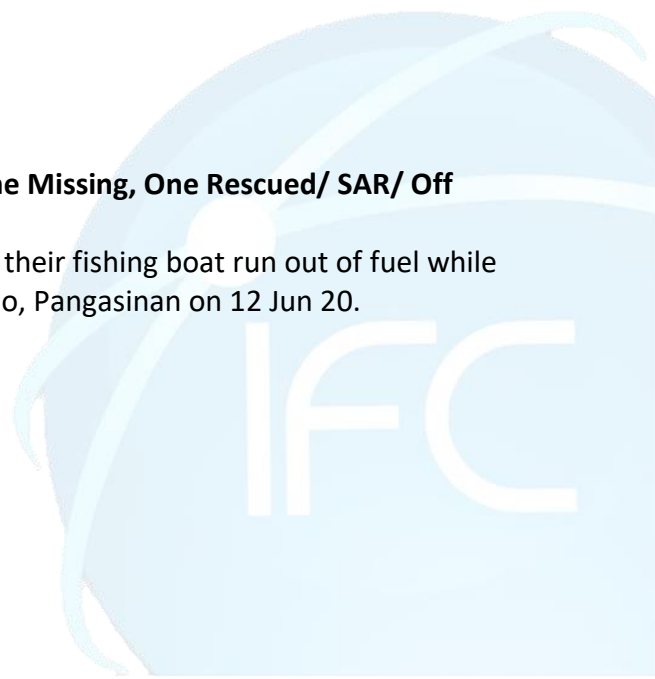 ne Missing, One Rescued/ SAR/ Off
their fishing boat run out of fuel while
o, Pangasinan on 12 Jun 20.
IFC